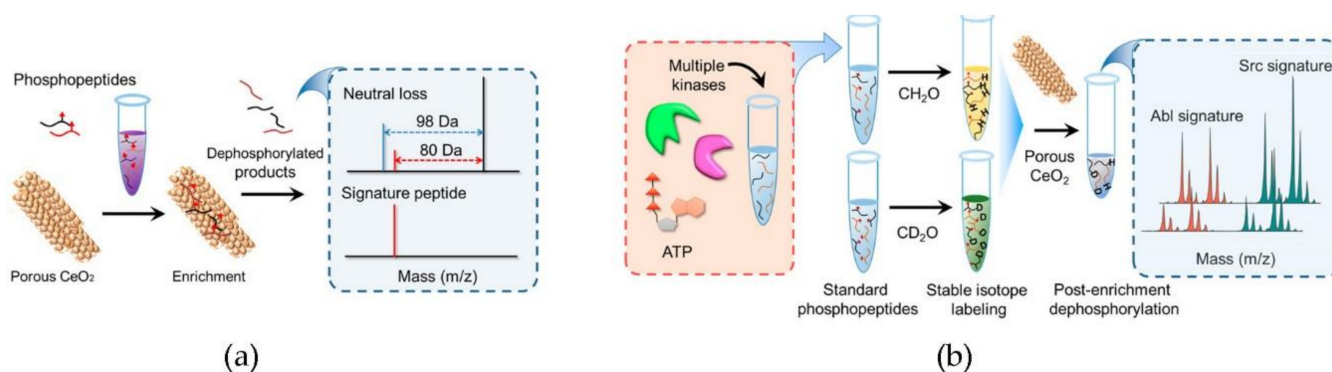 Phosphopeptides
Porous CeO₂
Enrichment
Dephosphorylated
products
Neutral loss
98 Da
80 Da
Signature peptide
Mass (m/z)
(a)
Multiple
kinases
ATP
CH₂O
CD₂O
H
H
H
H
H
D
D
D
D
D
Standard
phosphopeptides
Stable isotope
labeling
Porous
CeO₂
H
D
D
H
Post-enrichment
dephosphorylation
Src signature
Abl signature
Mass (m/z)
(b)